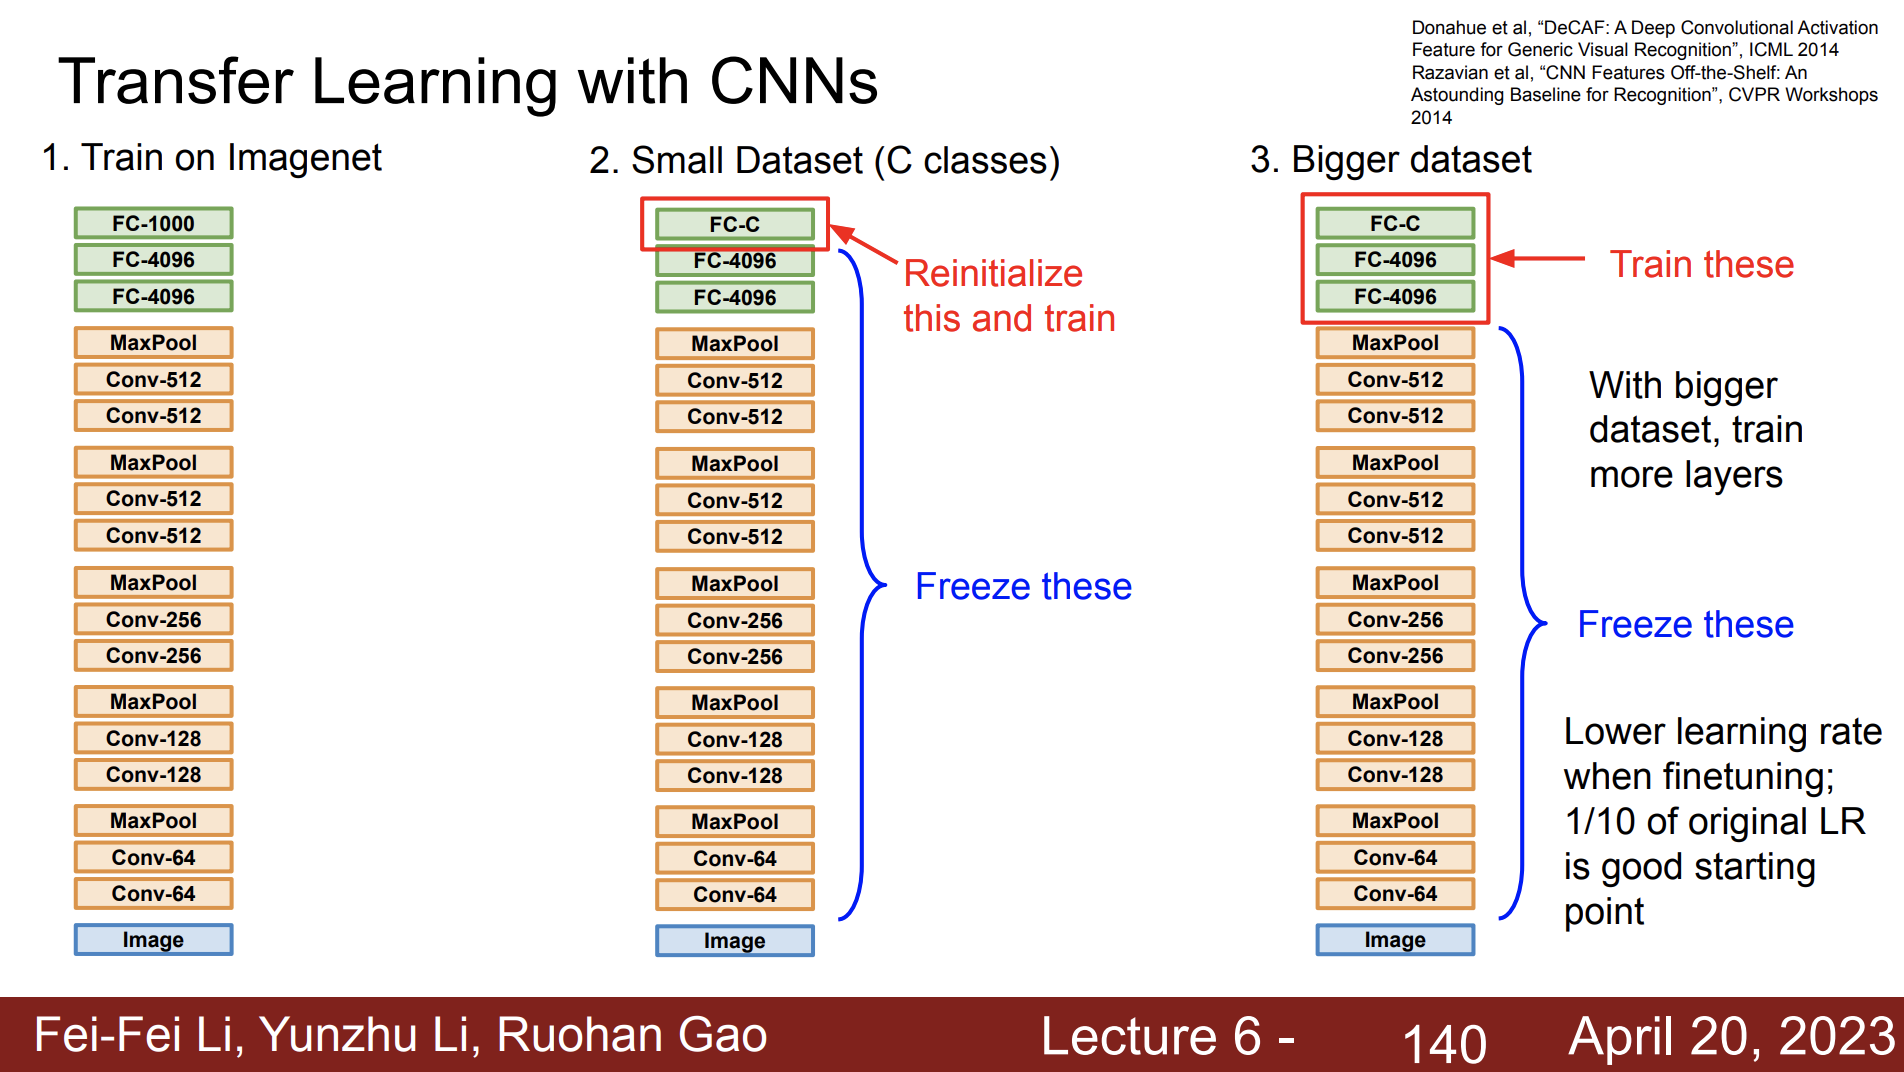 Donahue et al, “DeCAF: A Deep Convolutional Activation
Feature for Generic Visual Recognition”, ICML 2014
Razavian et al, “CNN Features Off-the-Shelf: An
Astounding Baseline for Recognition”, CVPR Workshops
2014
Transfer Learning with CNNs
1. Train on Imagenet
FC-1000
FC-4096
FC-4096
MaxPool
Conv-512
Conv-512
MaxPool
Conv-512
Conv-512
MaxPool
Conv-256
Conv-256
MaxPool
Conv-128
Conv-128
MaxPool
Conv-64
Conv-64
Image
2. Small Dataset (C classes)
FC-C
FC-4096
FC-4096
MaxPool
Conv-512
Conv-512
MaxPool
Conv-512
Conv-512
MaxPool
Conv-256
Conv-256
MaxPool
Conv-128
Conv-128
MaxPool
Conv-64
Conv-64
Image
Reinitialize
this and train
Freeze these
3. Bigger dataset
FC-C
FC-4096
FC-4096
MaxPool
Conv-512
Conv-512
MaxPool
Conv-512
Conv-512
MaxPool
Conv-256
Conv-256
MaxPool
Conv-128
Conv-128
MaxPool
Conv-64
Conv-64
Image
Train these
With bigger
dataset, train
more layers
Freeze these
Lower learning rate
when finetuning;
1/10 of original LR
is good starting
point
Fei-Fei Li, Yunzhu Li, Ruohan Gao
Lecture 6 -
140
April 20, 2023